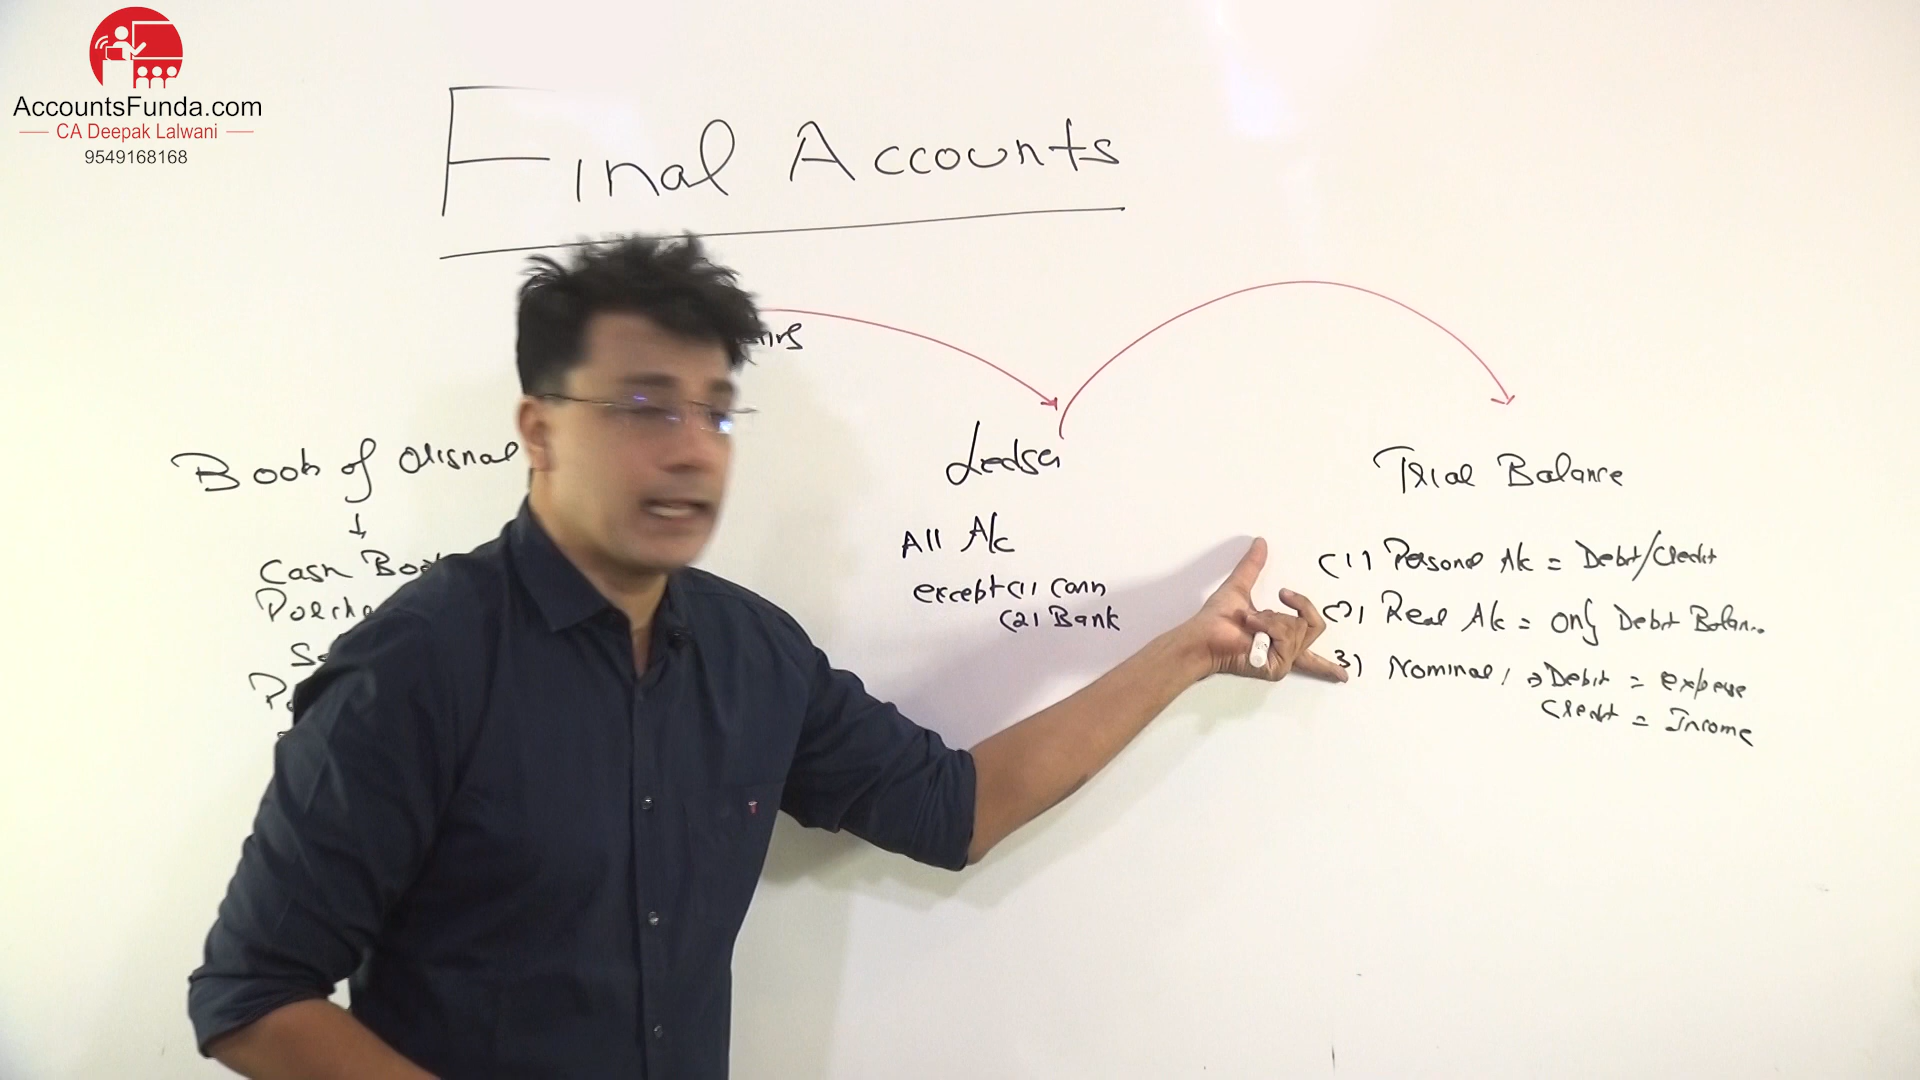 AccountsFunda.com
CA Deepak Lalwani
9549168168
Final Accounts
Book of Original
Cash Book
Ledger
All A/c
except (1) Cash
(2) Bank
Trial Balance
(1) Personal A/c = Debit/Credit
(2) Real A/c = Only Debit Balance
3) Nominal, → Debit = expense
Credit = Income